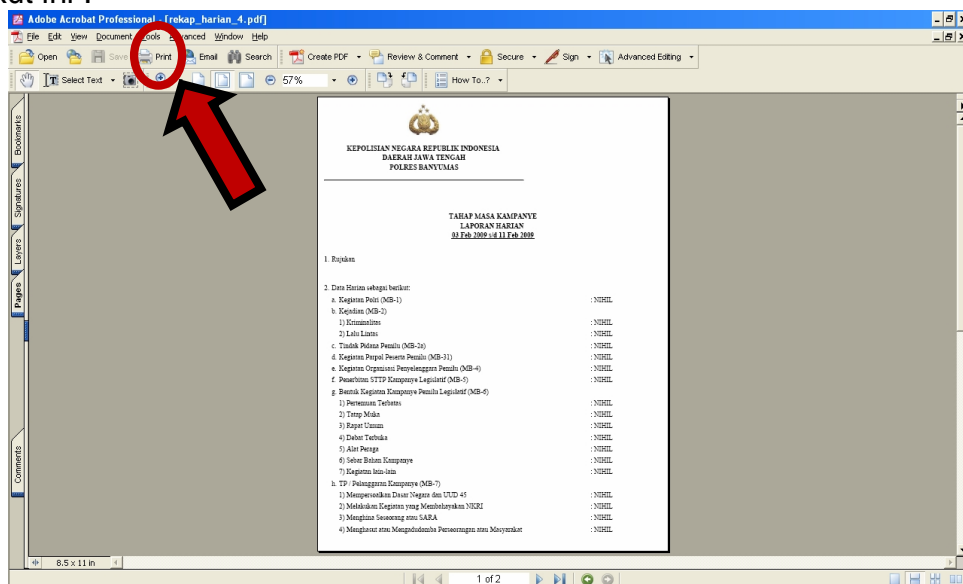 Adobe Acrobat Professional - [rekap_harian_4.pdf]
File Edit View Document Tools Advanced Window Help
Open Save Print Email Search Create PDF Review & Comment Secure Sign Advanced Editing
Select Text 57% How To..?
Bookmarks
Signatures
Layers
Pages
Comments
KEPOLISIAN NEGARA REPUBLIK INDONESIA
DAERAH JAWA TENGAH
POLRES BANYUMAS
TAHAP MASA KAMPANYE
LAPORAN HARIAN
03 Feb 2009 s/d 11 Feb 2009
1. Rujukan
2. Data Harian sebagai berikut:
a. Kegiatan Polri (MB-1) : NIHIL
b. Kejadian (MB-2)
1) Kriminalitas : NIHIL
2) Lalu Lintas : NIHIL
c. Tindak Pidana Pemilu (MB-2a) : NIHIL
d. Kegiatan Parpol Peserta Pemilu (MB-31) : NIHIL
e. Kegiatan Organisasi Penyelenggara Pemilu (MB-4) : NIHIL
f. Penerbitan STTP Kampanye Legislatif (MB-5) : NIHIL
g. Bentuk Kegiatan Kampanye Pemilu Legislatif (MB-6)
1) Pertemuan Terbatas : NIHIL
2) Tatap Muka : NIHIL
3) Rapat Umum : NIHIL
4) Debat Terbuka : NIHIL
5) Alat Peraga : NIHIL
6) Sebar Bahan Kampanye : NIHIL
7) Kegiatan lain-lain : NIHIL
h. TP / Pelanggaran Kampanye (MB-7)
1) Mempersoalkan Dasar Negara dan UUD 45 : NIHIL
2) Melakukan Kegiatan yang Membahayakan NKRI : NIHIL
3) Menghina Seseorang atau SARA : NIHIL
4) Menghasut atau Mengadudomba Perseorangan atau Masyarakat : NIHIL
8.5 x 11 in
1 of 2